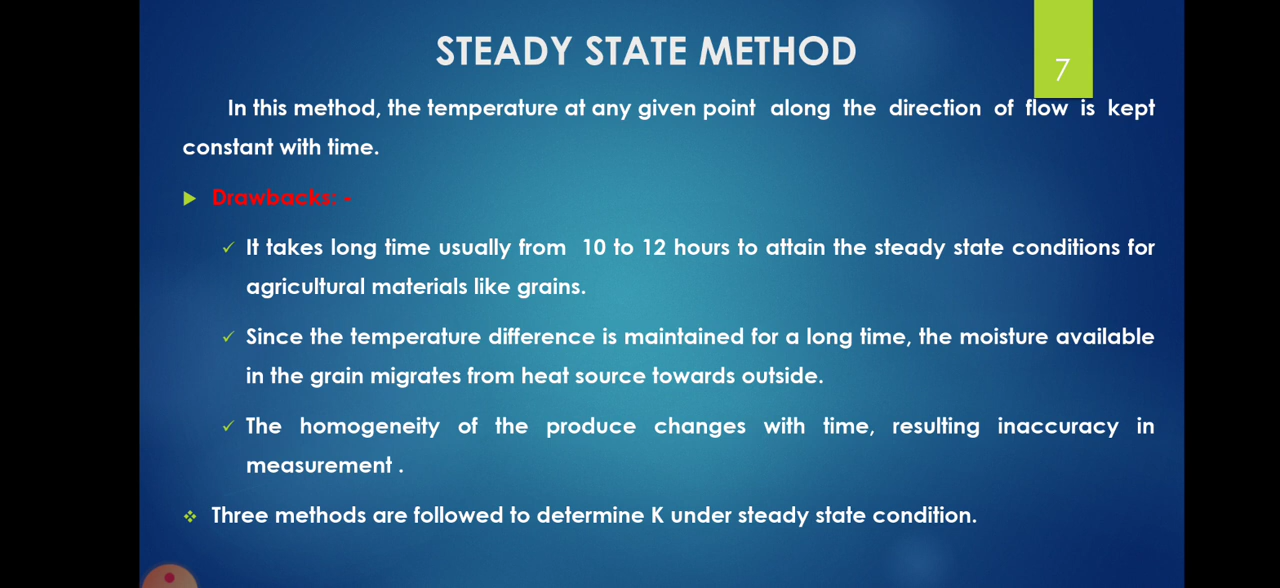 STEADY STATE METHOD
7
In this method, the temperature at any given point along the direction of flow is kept
constant with time.
Drawbacks: -
It takes long time usually from 10 to 12 hours to attain the steady state conditions for
agricultural materials like grains.
Since the temperature difference is maintained for a long time, the moisture available
in the grain migrates from heat source towards outside.
The homogeneity of the produce changes with time, resulting inaccuracy in
measurement .
Three methods are followed to determine K under steady state condition.